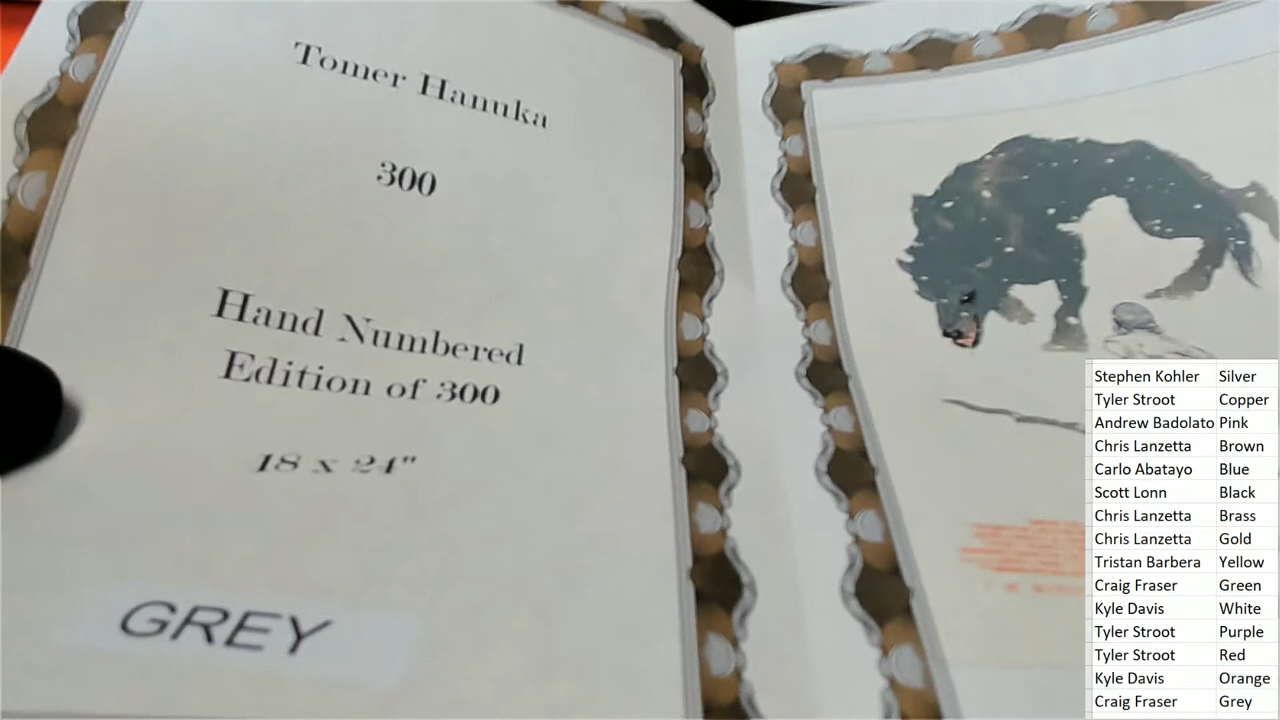 Tomer Hanuka
300
Hand Numbered
Edition of 300
18 x 24"
GREY
Stephen Kohler Silver
Tyler Stroot Copper
Andrew Badolato Pink
Chris Lanzetta Brown
Carlo Abatayo Blue
Scott Lonn Black
Chris Lanzetta Brass
Chris Lanzetta Gold
Tristan Barbera Yellow
Craig Fraser Green
Kyle Davis White
Tyler Stroot Purple
Tyler Stroot Red
Kyle Davis Orange
Craig Fraser Grey